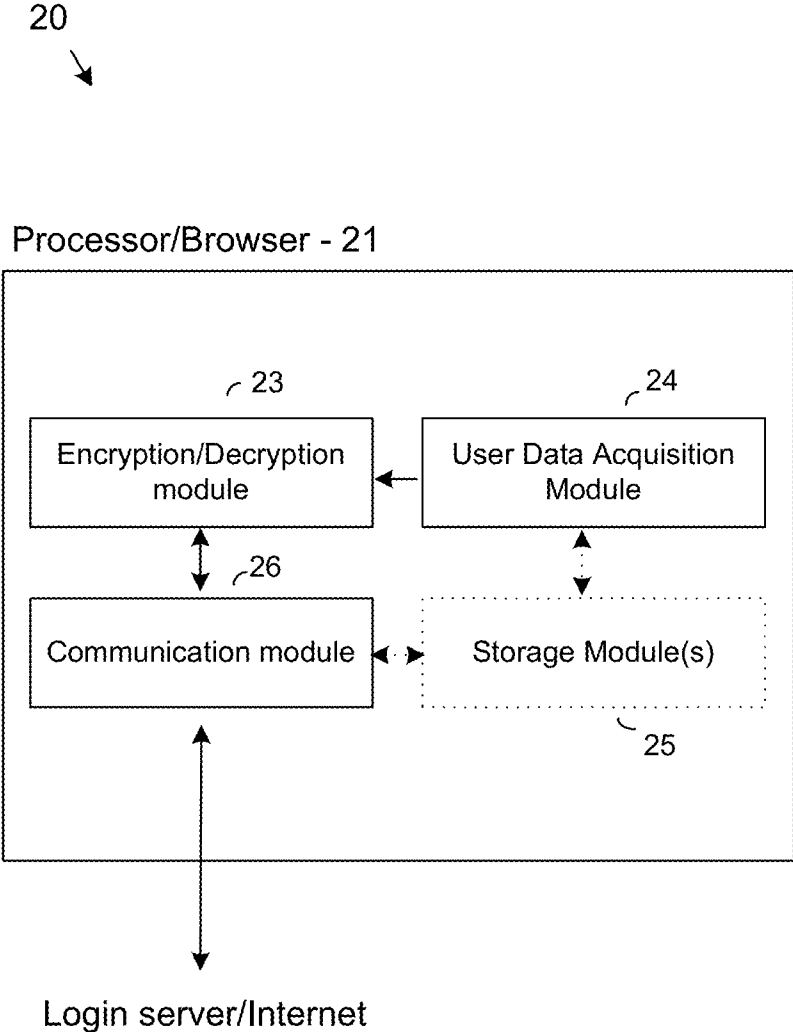 20
Processor/Browser - 21
23
24
Encryption/Decryption
module
User Data Acquisition
Module
26
Communication module
Storage Module(s)
25
Login server/Internet